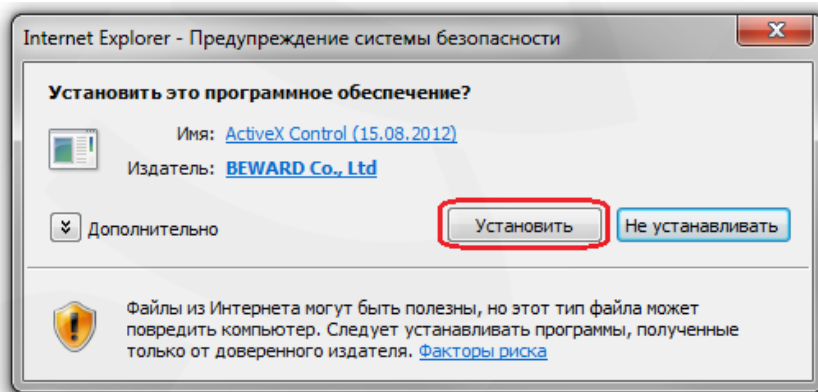 Internet Explorer - Предупреждение системы безопасности
Установить это программное обеспечение?
Имя: ActiveX Control (15.08.2012)
Издатель: BEWARD Co., Ltd
Дополнительно
Установить
Не устанавливать
Файлы из Интернета могут быть полезны, но этот тип файла может
повредить компьютер. Следует устанавливать программы, полученные
только от доверенного издателя. Факторы риска